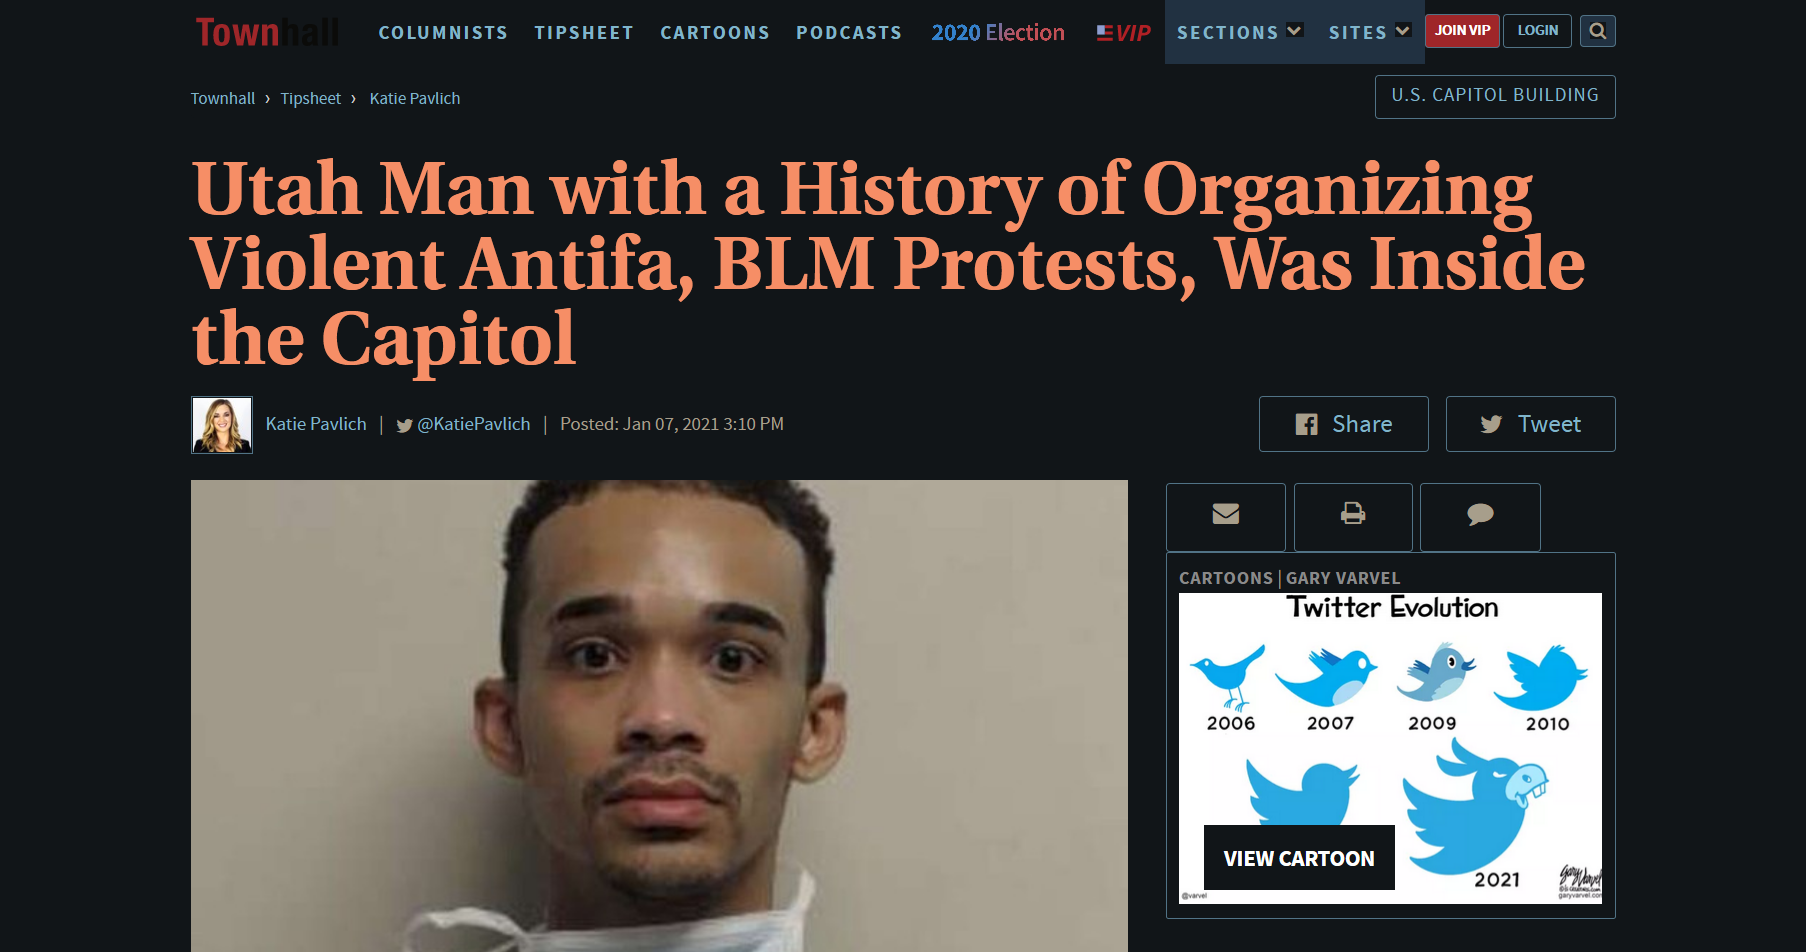 Townhall
COLUMNISTS TIPSHEET CARTOONS PODCASTS 2020 Election VIP SECTIONS SITES JOIN VIP LOGIN
Townhall › Tipsheet › Katie Pavlich
U.S. CAPITOL BUILDING
Utah Man with a History of Organizing
Violent Antifa, BLM Protests, Was Inside
the Capitol
Katie Pavlich | @KatiePavlich | Posted: Jan 07, 2021 3:10 PM
Share Tweet
CARTOONS | GARY VARVEL
Twitter Evolution
2006 2007 2009 2010
VIEW CARTOON
2021
@varvel
garyvarvel.com